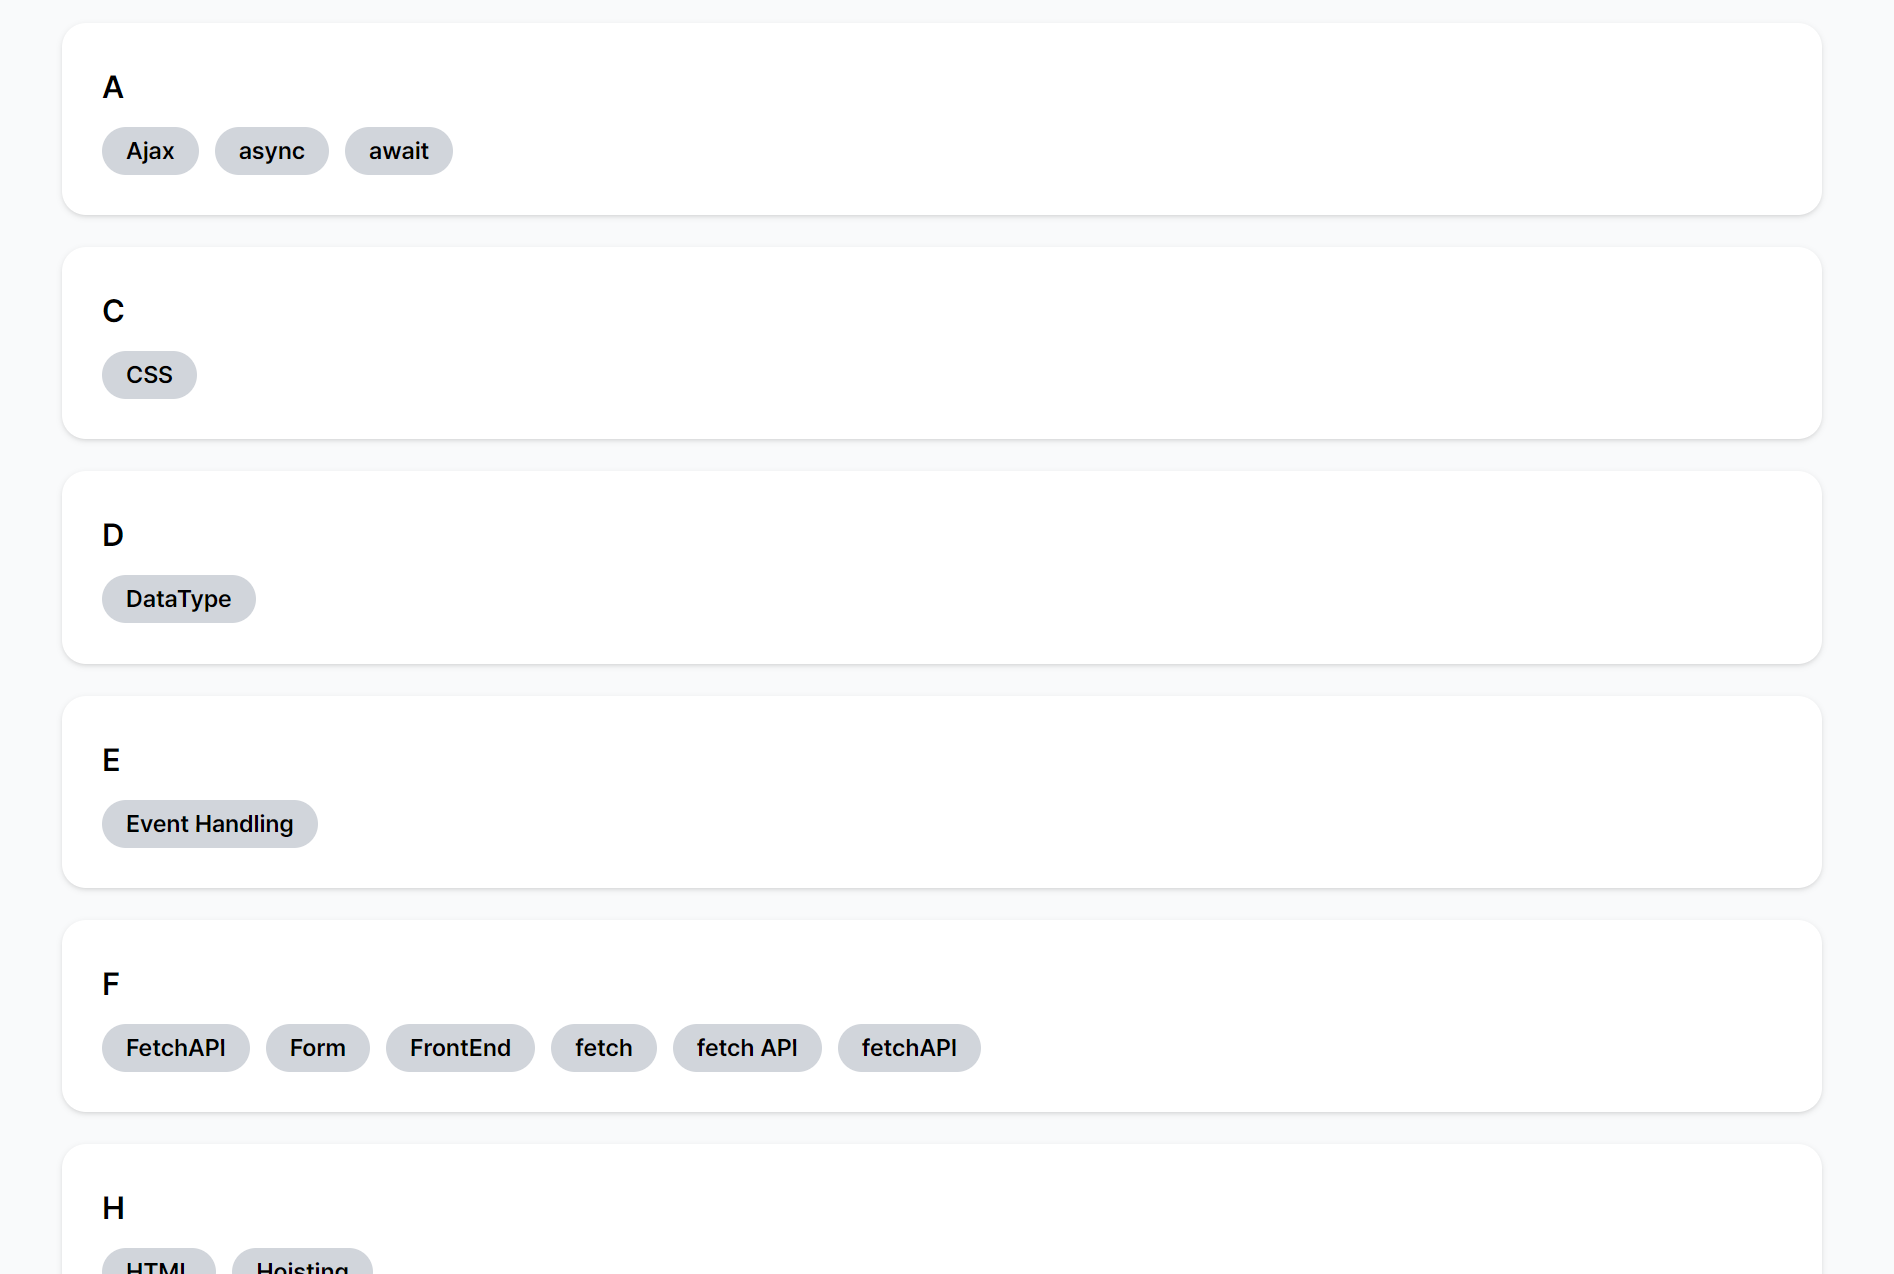 A
Ajax async await
C
CSS
D
DataType
E
Event Handling
F
FetchAPI Form FrontEnd fetch fetch API fetchAPI
H
HTML Hoisting